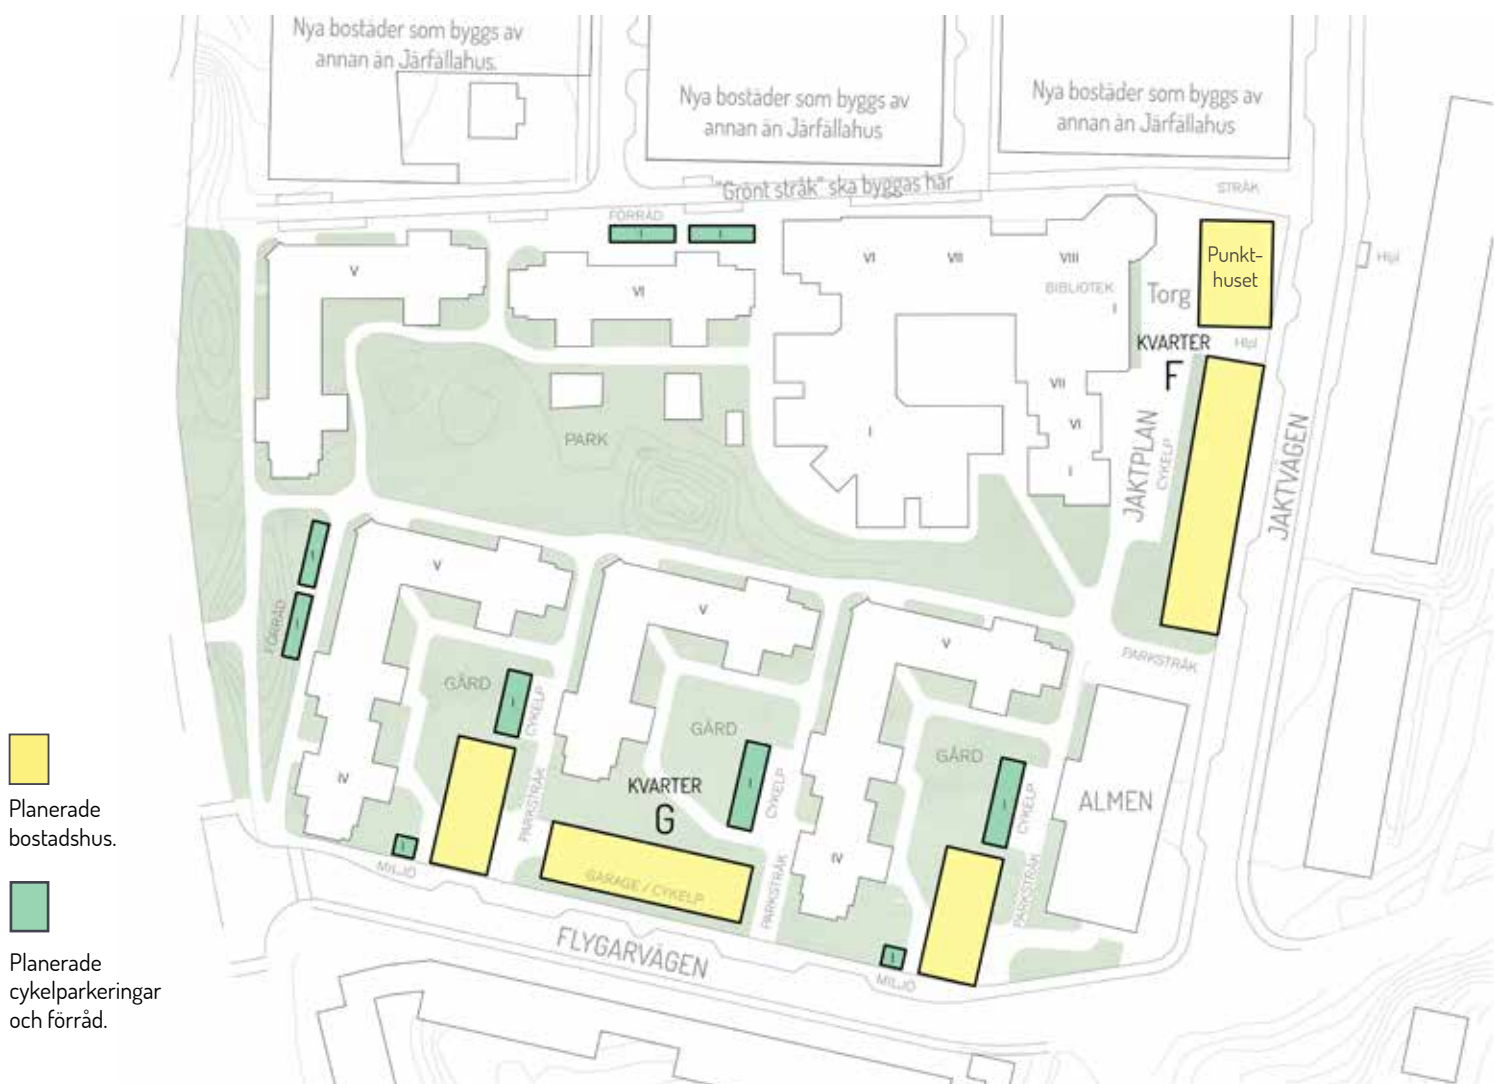 Nya bostäder som byggs av
annan än Järfällahus.
Nya bostäder som byggs av
annan än Järfällahus
Nya bostäder som byggs av
annan än Järfällahus
"Grönt stråk" ska byggas här
STRÅK
FÖRRÅD
I
I
V
VI
VI
VII
VIII
BIBLIOTEK
I
Torg
Punkt-
huset
Hlpl
Hlpl
KVARTER
F
VII
VI
I
I
PARK
JAKTPLAN
CYKELP
JAKTVÄGEN
PARKSTRÅK
FÖRRÅD
I
I
V
V
V
GÅRD
I
CYKELP
GÅRD
I
CYKELP
GÅRD
I
CYKELP
ALMEN
KVARTER
G
IV
IV
PARKSTRÅK
PARKSTRÅK
PARKSTRÅK
I
MILJÖ
GARAGE / CYKELP
FLYGARVÄGEN
I
MILJÖ
Planerade
bostadshus.
Planerade
cykelparkeringar
och förråd.